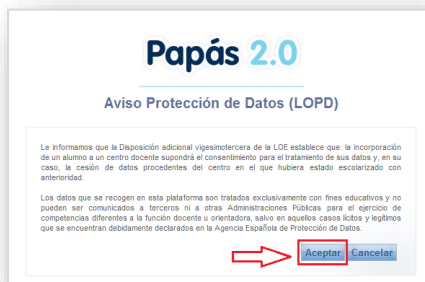 Papás 2.0
Aviso Protección de Datos (LOPD)
Le informamos que la Disposición adicional vigesimotercera de la LOE establece que: la incorporación
de un alumno a un centro docente supondrá el consentimiento para el tratamiento de sus datos y, en su
caso, la cesión de datos procedentes del centro en el que hubiera estado escolarizado con
anterioridad.
Los datos que se recogen en esta plataforma son tratados exclusivamente con fines educativos y no
pueden ser comunicados a terceros ni a otras Administraciones Públicas para el ejercicio de
competencias diferentes a la función docente u orientadora, salvo en aquellos casos lícitos y legítimos
que se encuentran debidamente declarados en la Agencia Española de Protección de Datos.
Aceptar Cancelar